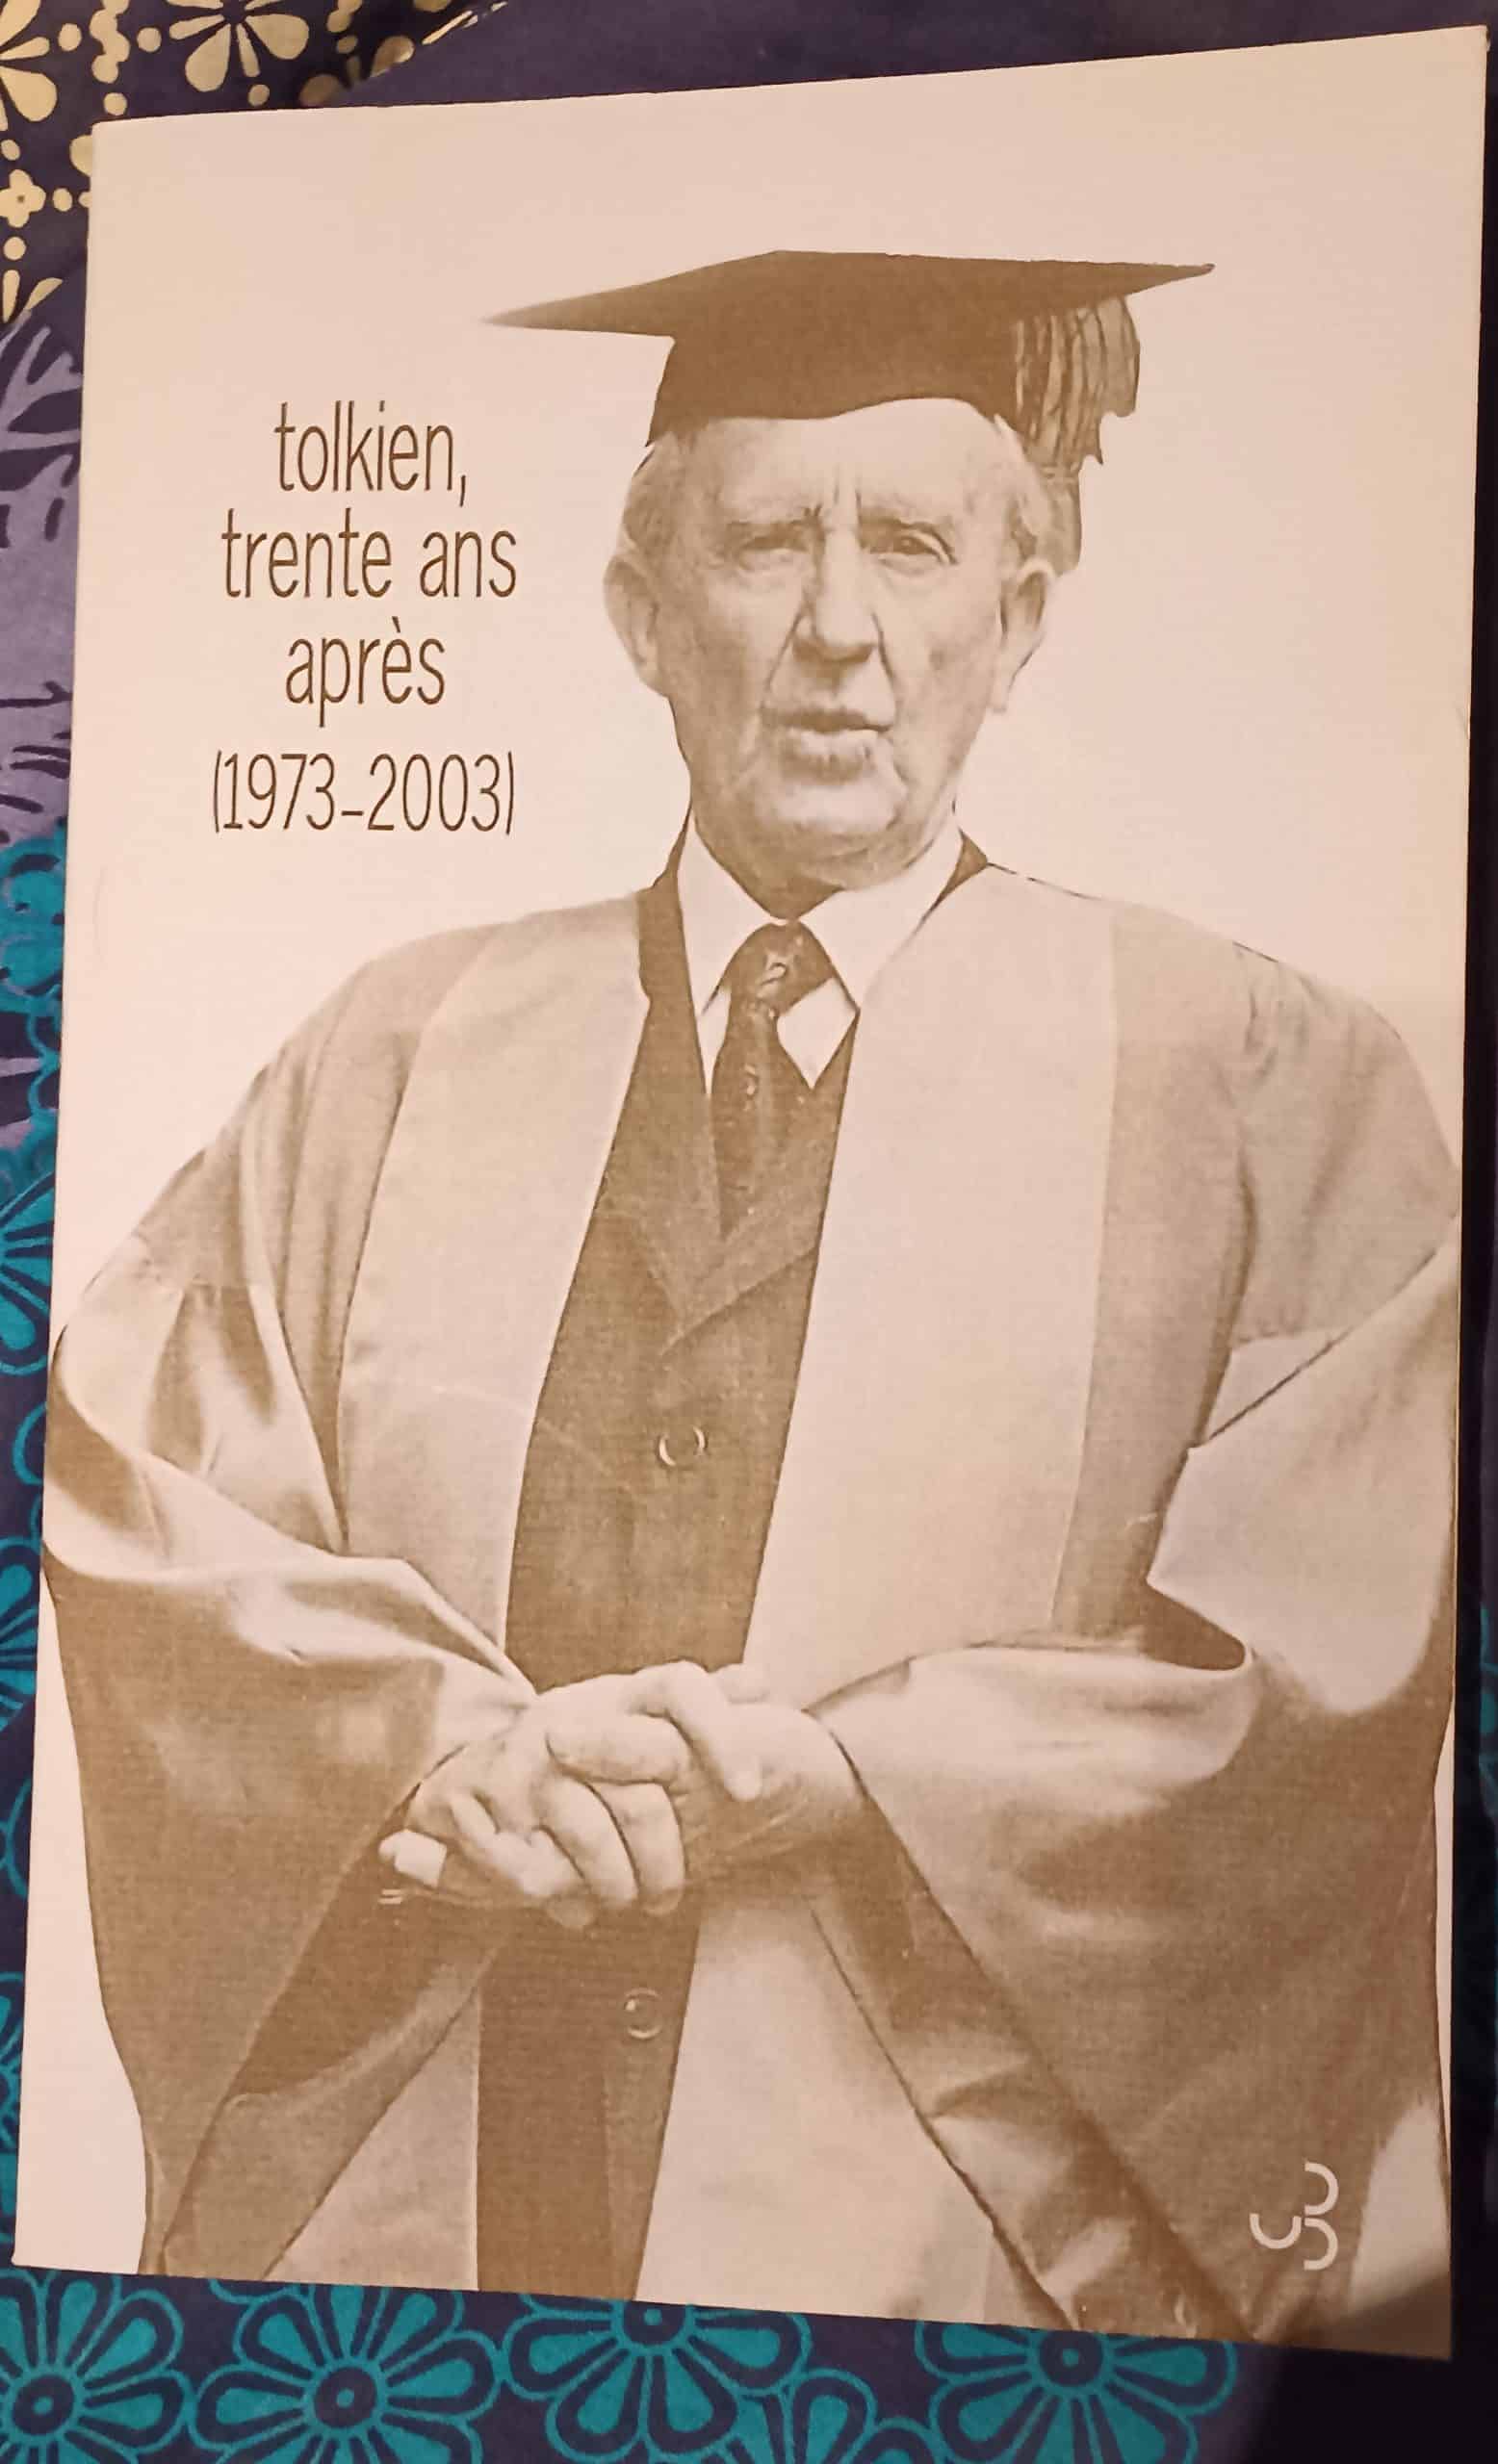 tolkien,
trente ans
après
(1973-2003)